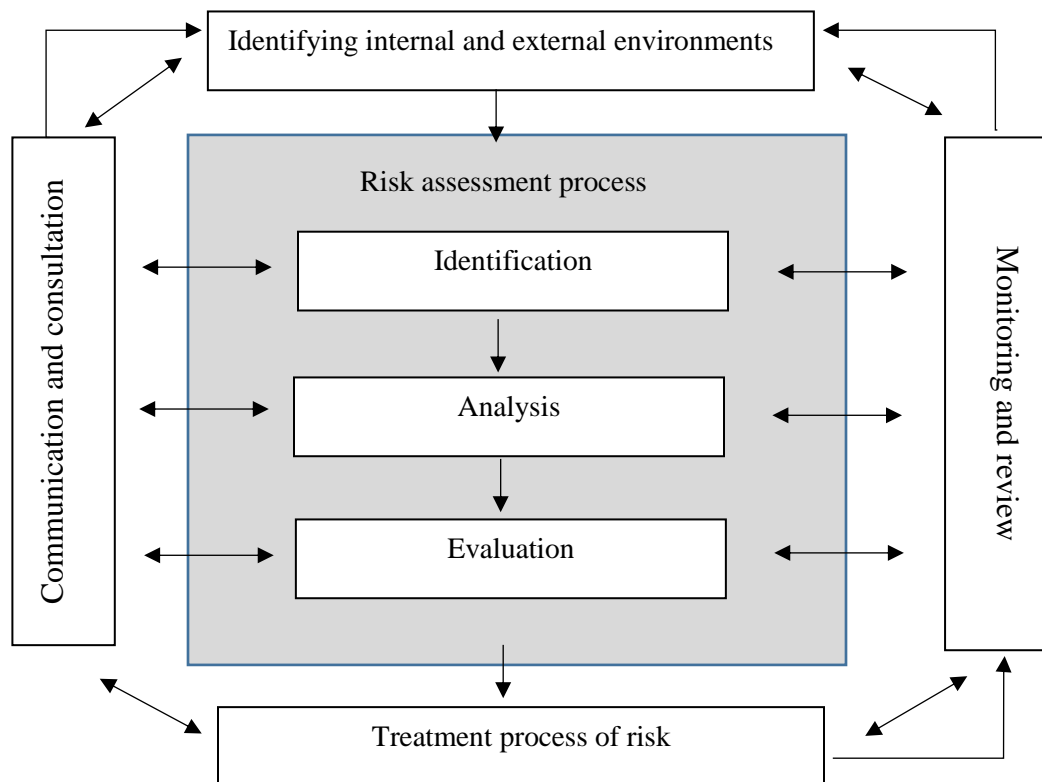 Identifying internal and external environments
Risk assessment process
Communication and consultation
Identification
Monitoring and review
Analysis
Evaluation
Treatment process of risk